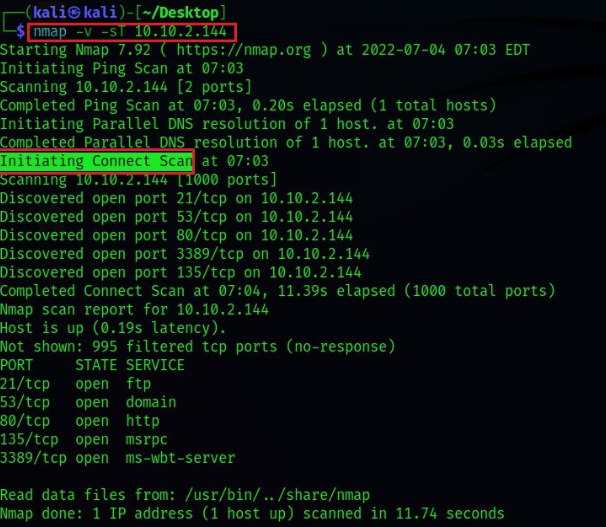 ┌──(kali㉿kali)-[~/Desktop]
└─$ nmap -v -sT 10.10.2.144
Starting Nmap 7.92 ( https://nmap.org ) at 2022-07-04 07:03 EDT
Initiating Ping Scan at 07:03
Scanning 10.10.2.144 [2 ports]
Completed Ping Scan at 07:03, 0.20s elapsed (1 total hosts)
Initiating Parallel DNS resolution of 1 host. at 07:03
Completed Parallel DNS resolution of 1 host. at 07:03, 0.03s elapsed
Initiating Connect Scan at 07:03
Scanning 10.10.2.144 [1000 ports]
Discovered open port 21/tcp on 10.10.2.144
Discovered open port 53/tcp on 10.10.2.144
Discovered open port 80/tcp on 10.10.2.144
Discovered open port 3389/tcp on 10.10.2.144
Discovered open port 135/tcp on 10.10.2.144
Completed Connect Scan at 07:04, 11.39s elapsed (1000 total ports)
Nmap scan report for 10.10.2.144
Host is up (0.19s latency).
Not shown: 995 filtered tcp ports (no-response)
PORT     STATE SERVICE
21/tcp   open  ftp
53/tcp   open  domain
80/tcp   open  http
135/tcp  open  msrpc
3389/tcp open  ms-wbt-server
Read data files from: /usr/bin/../share/nmap
Nmap done: 1 IP address (1 host up) scanned in 11.74 seconds